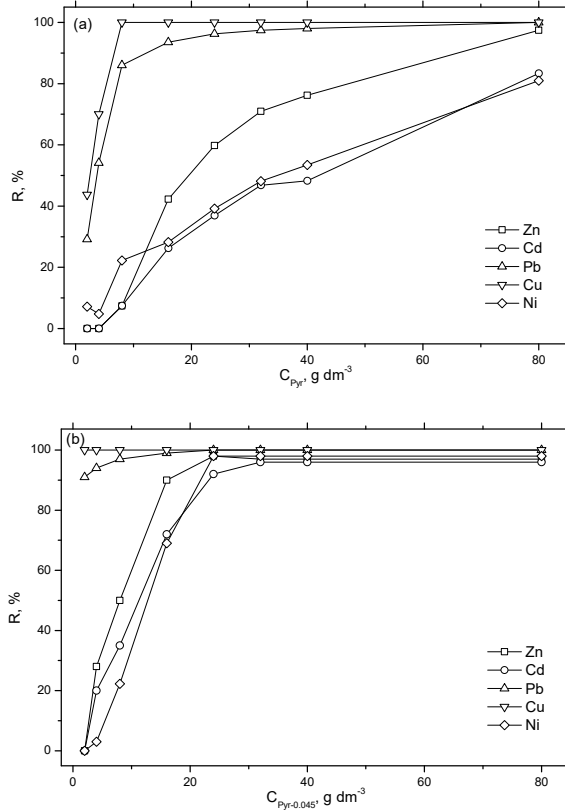 (a)
100
80
60
40
20
0
R, %
Zn
Cd
Pb
Cu
Ni
0 20 40 60 80
C_Pyr, g dm⁻³
(b)
100
80
60
40
20
0
R, %
Zn
Cd
Pb
Cu
Ni
0 20 40 60 80
C_Pyr-0.045, g dm⁻³